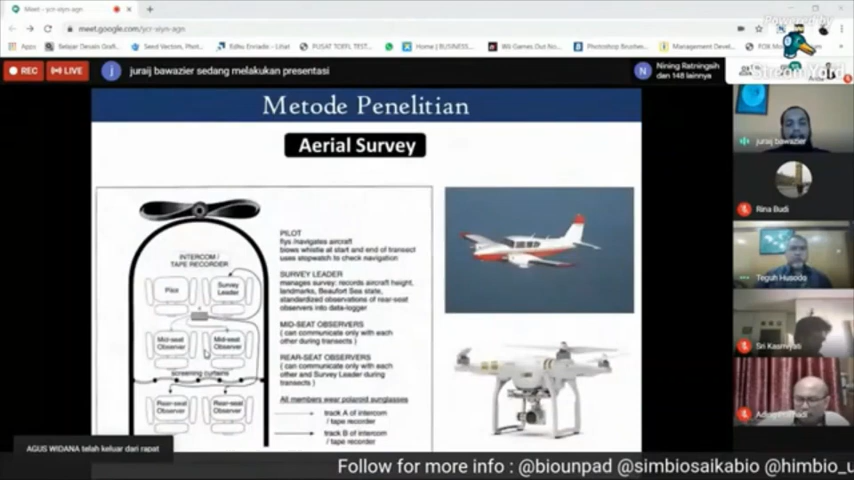 Meet - ycr-xiyn-agn
meet.google.com/ycr-xiyn-agn
Powered by
StreamYard
Apps
Belajar Desain Grafi...
Seed Vectors, Phot...
PUSAT TOEFL TEST...
Home | BUSINESS...
Wii Games Out No...
Photoshop Brushes...
Management Devel...
REC
LIVE
juraij bawazier sedang melakukan presentasi
Nining Ratningsih
dan 148 lainnya
Metode Penelitian
Aerial Survey
INTERCOM /
TAPE RECORDER
Pilot
Survey
Leader
Mid-seat
Observer
Mid-seat
Observer
screening curtains
Rear-seat
Observer
Rear-seat
Observer
PILOT
flys /navigates aircraft
blows whistle at start and end of transect
uses stopwatch to check navigation
SURVEY LEADER
manages survey: records aircraft height,
landmarks, Beaufort Sea state,
standardized observations of rear-seat
observers into data-logger
MID-SEAT OBSERVERS
( can communicate only with each
other during transects )
REAR-SEAT OBSERVERS
( can communicate only with each
other and Survey Leader during
transects )
All members wear polaroid sunglasses
track A of intercom
/ tape recorder
track B of intercom
/ tape recorder
juraij bawazier
Rina Budi
Teguh Husodo
Sri Kasmiyati
AGUS WIDANA telah keluar dari rapat
Follow for more info : @biounpad @simbiosaikabio @himbio_u